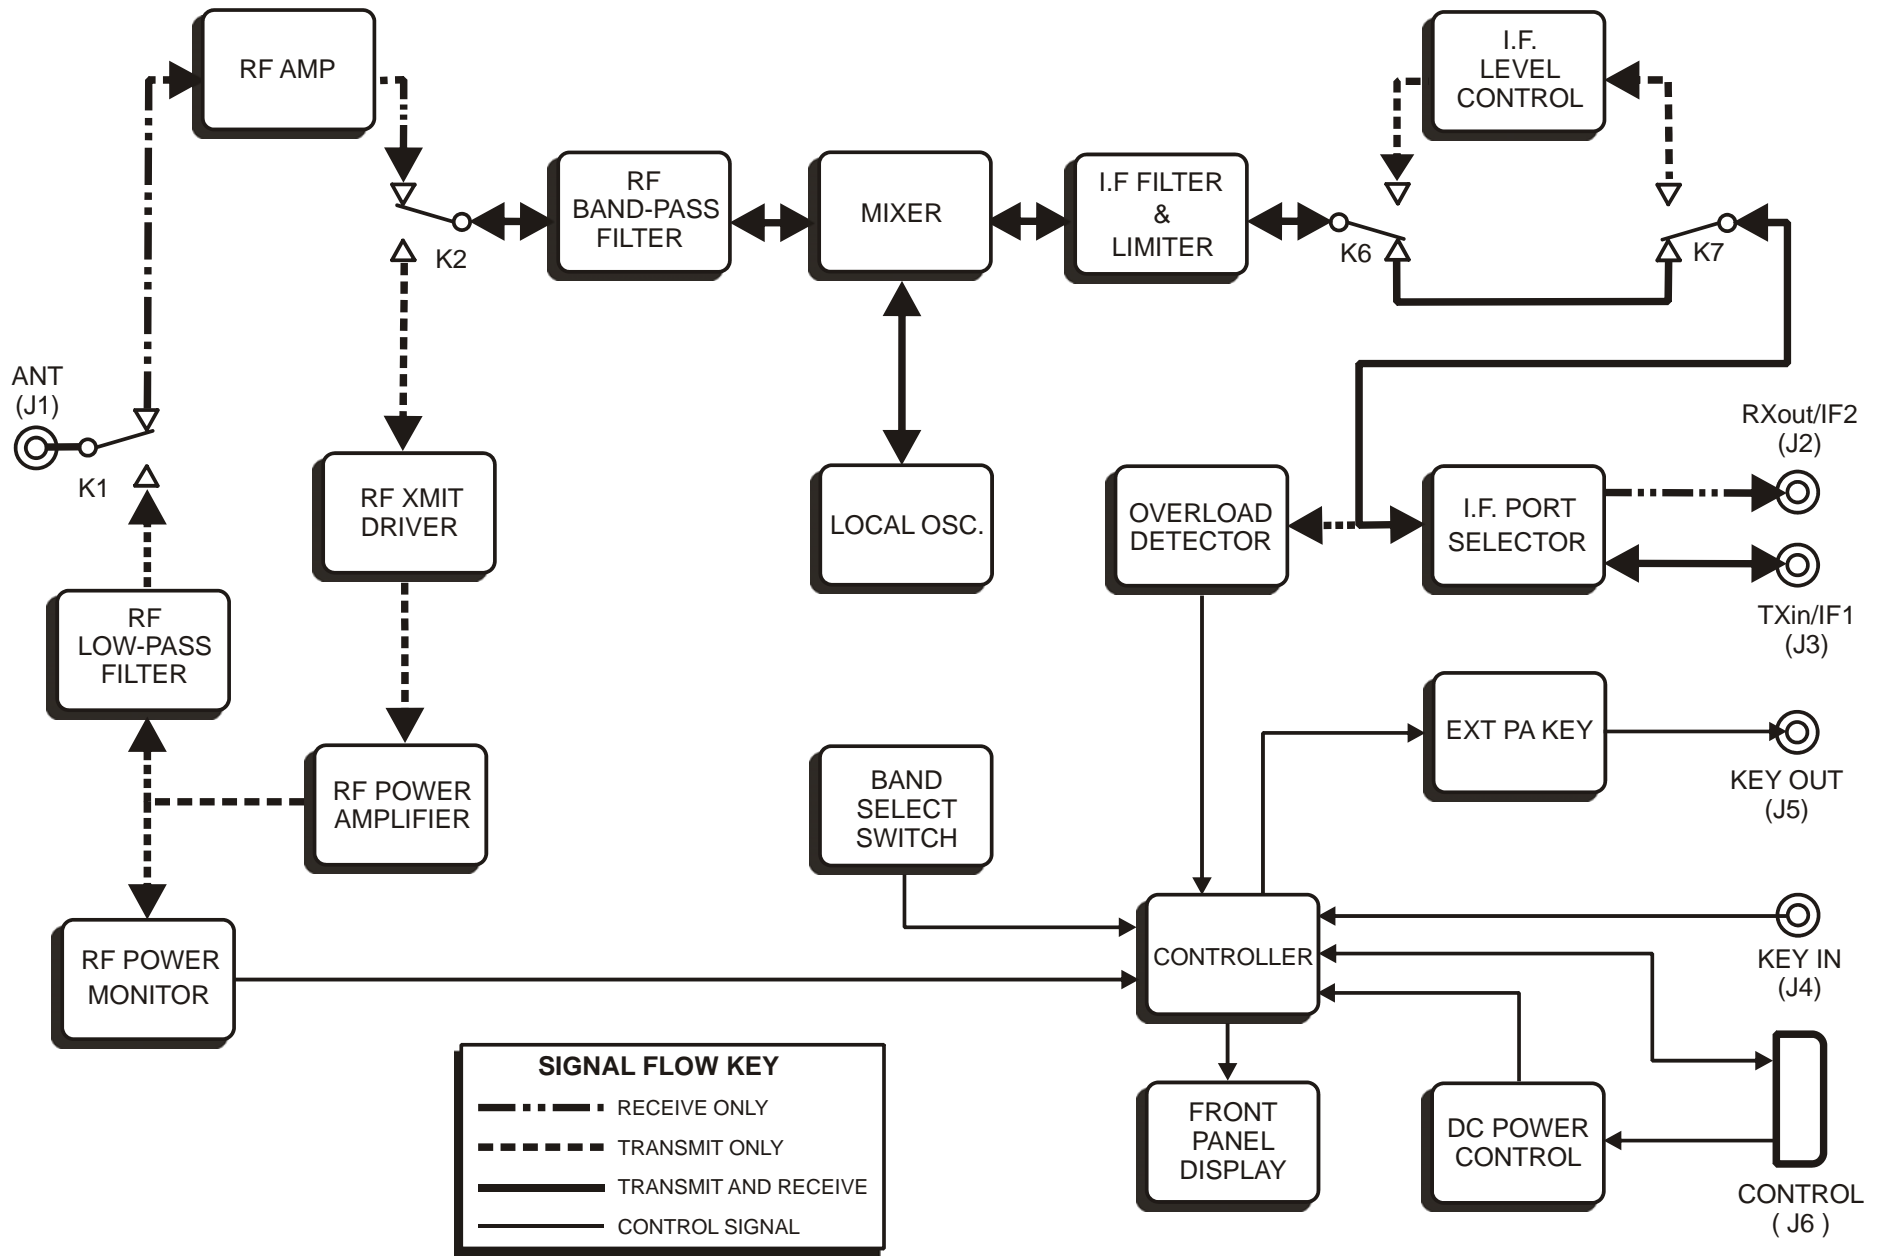 RF AMP
I.F.
LEVEL
CONTROL
RF
BAND-PASS
FILTER
MIXER
I.F FILTER
&
LIMITER
K2
K6
K7
ANT
(J1)
K1
RF XMIT
DRIVER
LOCAL OSC.
OVERLOAD
DETECTOR
I.F. PORT
SELECTOR
RXout/IF2
(J2)
TXin/IF1
(J3)
RF
LOW-PASS
FILTER
EXT PA KEY
KEY OUT
(J5)
RF POWER
AMPLIFIER
BAND
SELECT
SWITCH
RF POWER
MONITOR
CONTROLLER
KEY IN
(J4)
FRONT
PANEL
DISPLAY
DC POWER
CONTROL
CONTROL
( J6 )
SIGNAL FLOW KEY
RECEIVE ONLY
TRANSMIT ONLY
TRANSMIT AND RECEIVE
CONTROL SIGNAL